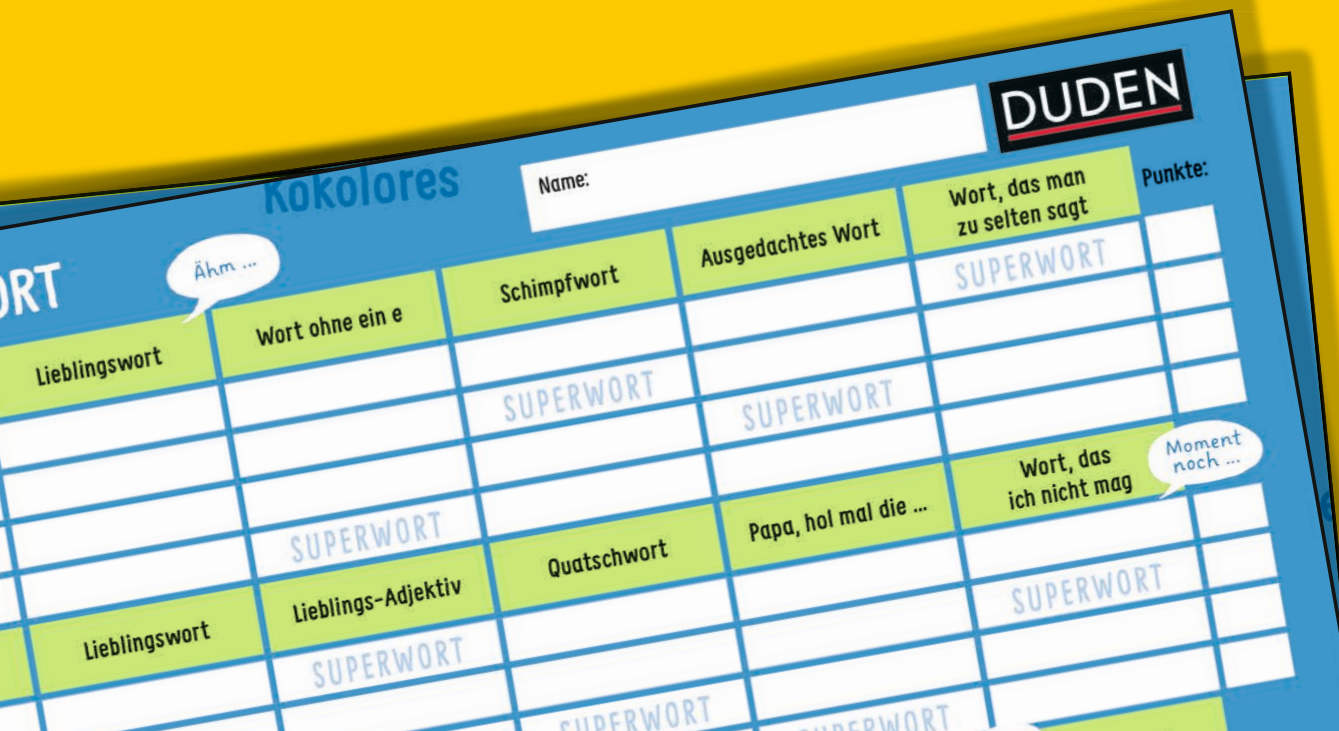 DUDEN
Kokolores
Name:
Punkte:
ORT
Ähm ...
Lieblingswort
Wort ohne ein e
Schimpfwort
Ausgedachtes Wort
Wort, das man
zu selten sagt
SUPERWORT
SUPERWORT
SUPERWORT
SUPERWORT
Lieblingswort
Lieblings-Adjektiv
Quatschwort
Papa, hol mal die ...
Wort, das
ich nicht mag
Moment
noch ...
SUPERWORT
SUPERWORT
SUPERWORT
SUPERWORT